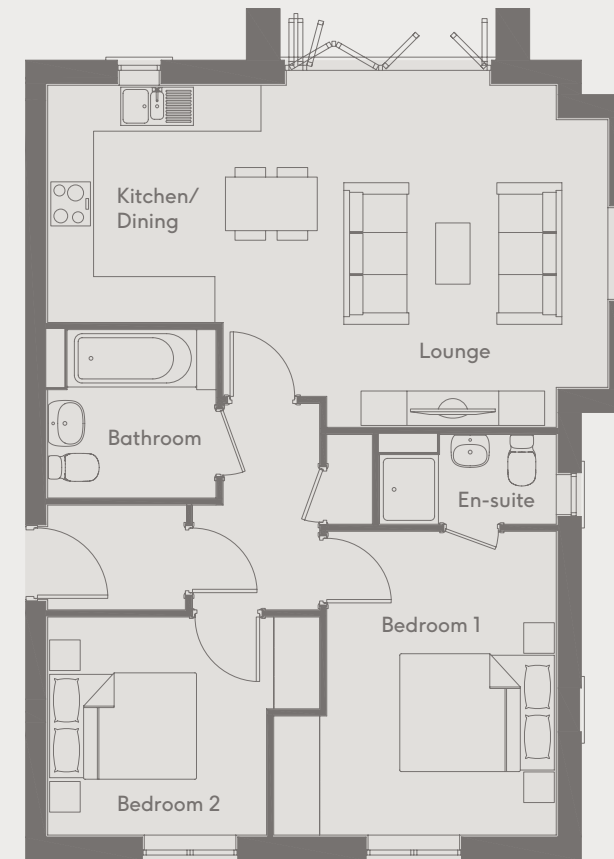 Kitchen/
Dining
Lounge
Bathroom
En-suite
Bedroom 1
Bedroom 2